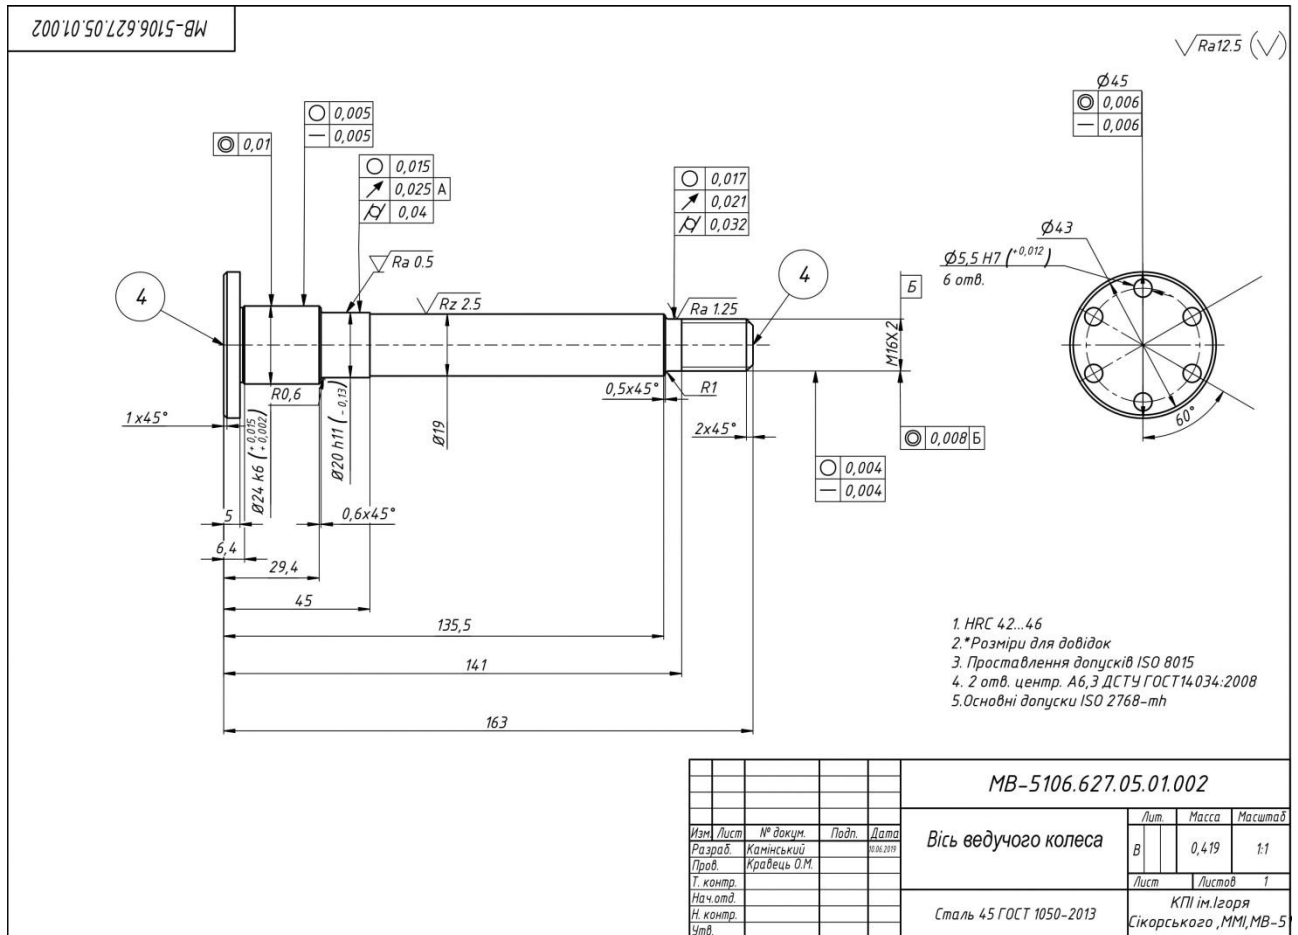 МВ-5106.627.05.01.002
√Ra12.5 (√)
Ø45
0,006
0,006
0,005
0,005
0,01
0,015
0,025 А
0,04
0,017
0,021
0,032
4
Ra 0.5
Rz 2.5
Ra 1.25
4
Б
М16Х2
Ø43
Ø5,5 H7 (+0,012)
6 отв.
60°
R0,6
1х45°
Ø24 k6 (+0,015 +0,002)
Ø20 h11 (-0,13)
Ø19
0,5х45°
R1
2х45°
0,008 Б
0,004
0,004
0,6х45°
5
6,4
29,4
45
135,5
141
163
1. HRC 42...46
2.*Розміри для довідок
3. Проставлення допусків ISO 8015
4. 2 отв. центр. А6,3 ДСТУ ГОСТ14034:2008
5.Основні допуски ISO 2768-mh
МВ-5106.627.05.01.002
Изм. Лист № докум. Подп. Дата
Разраб. Камінський 10.06.2019
Пров. Кравець О.М.
Т. контр.
Нач.отд.
Н. контр.
Утв.
Вісь ведучого колеса
Лит. Масса Масштаб
В 0,419 1:1
Лист Листов 1
Сталь 45 ГОСТ 1050-2013
КПІ ім.Ігоря
Сікорського ,ММІ,МВ-51